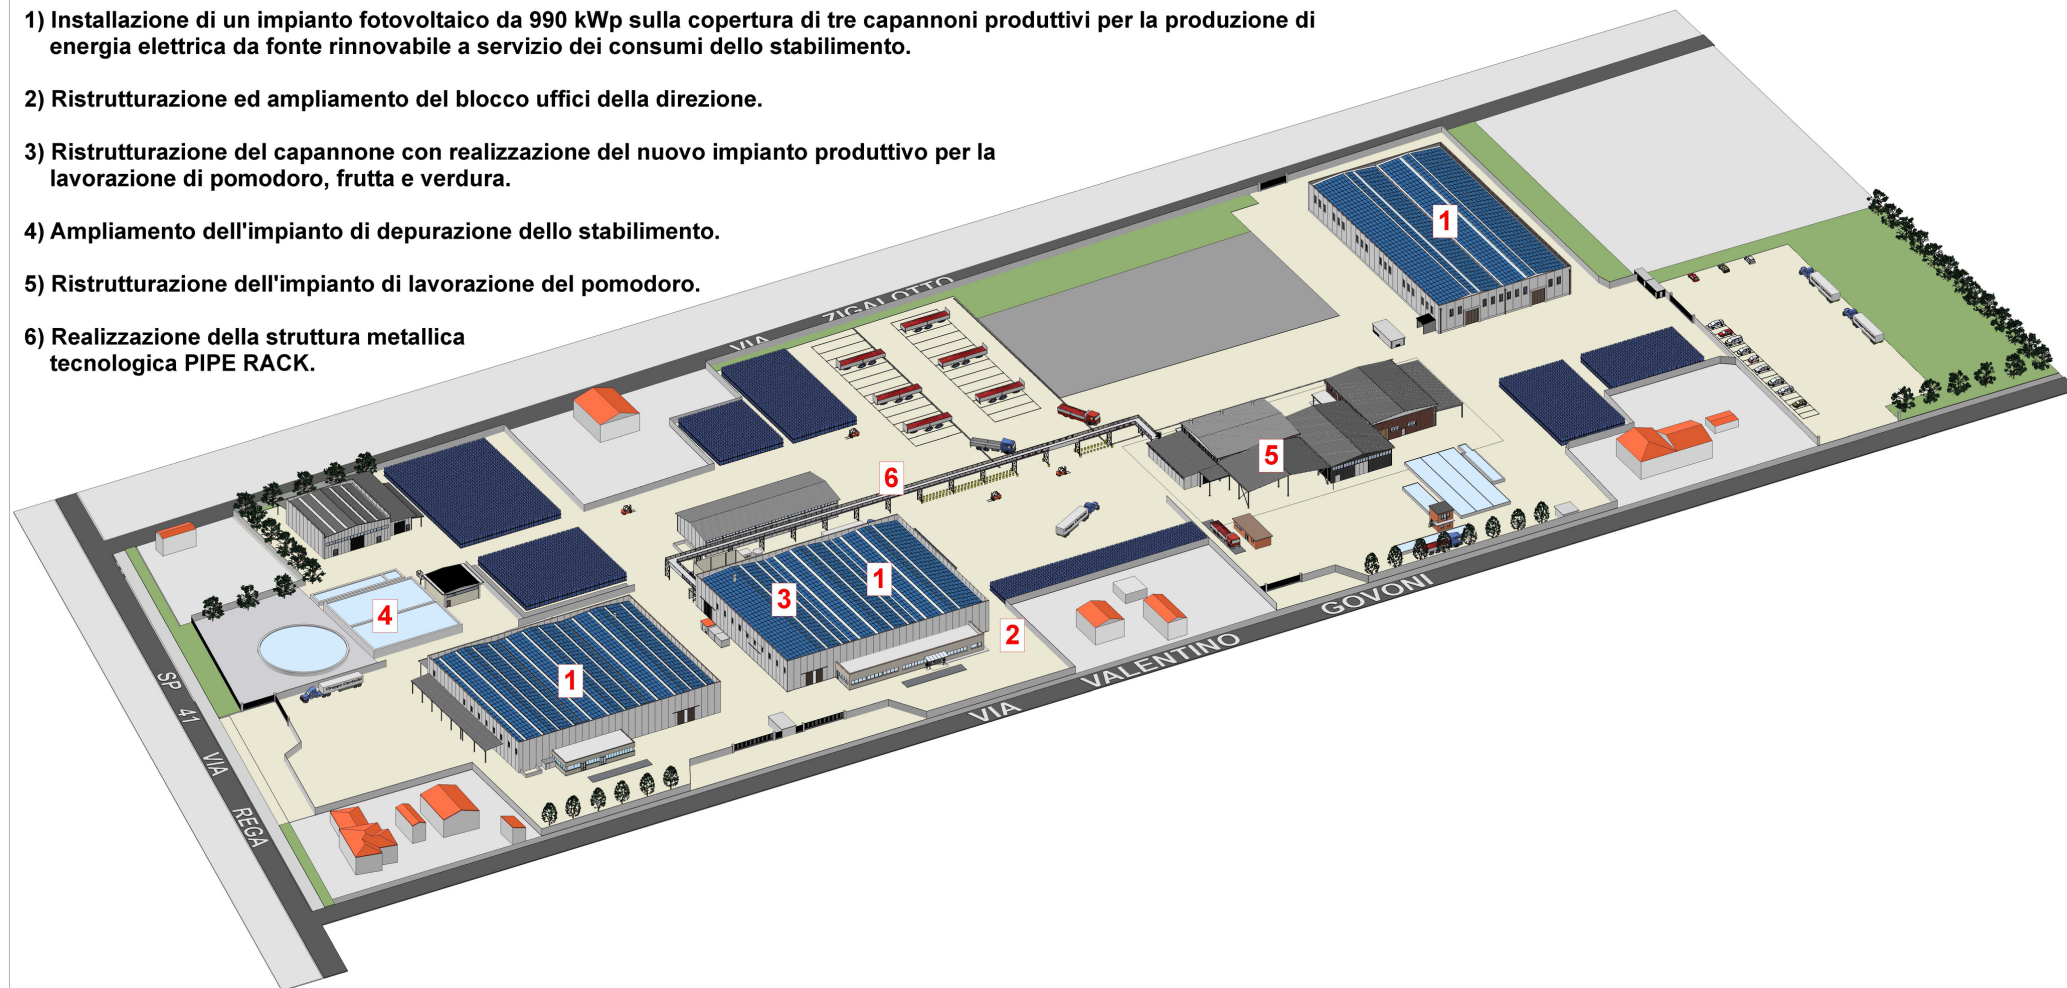 1) Installazione di un impianto fotovoltaico da 990 kWp sulla copertura di tre capannoni produttivi per la produzione di
energia elettrica da fonte rinnovabile a servizio dei consumi dello stabilimento.
2) Ristrutturazione ed ampliamento del blocco uffici della direzione.
3) Ristrutturazione del capannone con realizzazione del nuovo impianto produttivo per la
lavorazione di pomodoro, frutta e verdura.
4) Ampliamento dell'impianto di depurazione dello stabilimento.
5) Ristrutturazione dell'impianto di lavorazione del pomodoro.
6) Realizzazione della struttura metallica
tecnologica PIPE RACK.
1
VIA ZIGALOTTO
5
6
1
3
4
2
1
VIA VALENTINO GOVONI
SP 41 VIA REGA